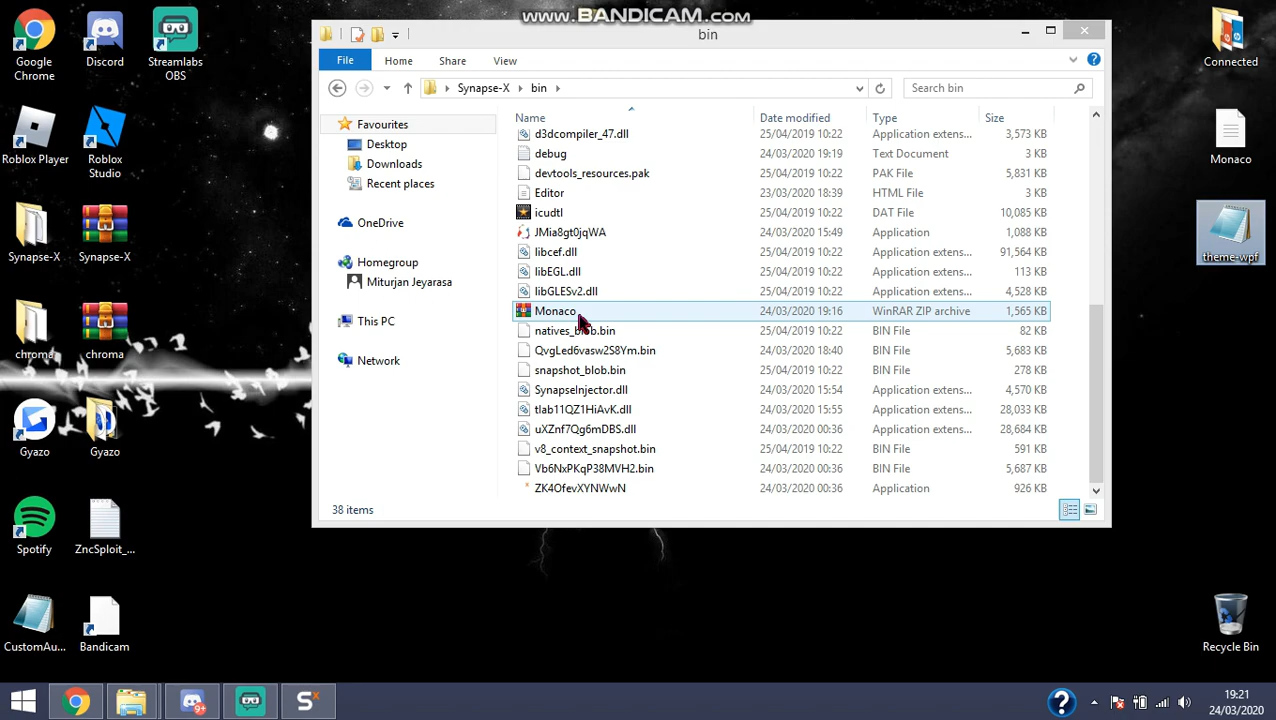 www.BANDICAM.com
bin
File Home Share View
Synapse-X bin
Search bin
Name Date modified Type Size
d3dcompiler_47.dll 25/04/2019 10:22 Application extens... 3,573 KB
debug 24/03/2020 19:19 Text Document 3 KB
devtools_resources.pak 25/04/2019 10:22 PAK File 5,831 KB
Editor 23/03/2020 18:39 HTML File 3 KB
icudtl 25/04/2019 10:22 DAT File 10,085 KB
JMia8gt0jqWA 24/03/2020 15:49 Application 1,088 KB
libcef.dll 25/04/2019 10:22 Application extens... 91,564 KB
libEGL.dll 25/04/2019 10:22 Application extens... 113 KB
libGLESv2.dll 25/04/2019 10:22 Application extens... 4,528 KB
Monaco 24/03/2020 19:16 WinRAR ZIP archive 1,565 KB
natives_blob.bin 25/04/2019 10:22 BIN File 82 KB
QvgLed6vasw2S8Ym.bin 24/03/2020 18:40 BIN File 5,683 KB
snapshot_blob.bin 25/04/2019 10:22 BIN File 278 KB
SynapseInjector.dll 24/03/2020 15:54 Application extens... 4,570 KB
tlab11QZ1HiAvK.dll 24/03/2020 15:55 Application extens... 28,033 KB
uXZnf7Qg6mDBS.dll 24/03/2020 00:36 Application extens... 28,684 KB
v8_context_snapshot.bin 25/04/2019 10:22 BIN File 591 KB
Vb6NxPKqP38MVH2.bin 24/03/2020 00:36 BIN File 5,687 KB
ZK4OfevXYNWwN 24/03/2020 00:36 Application 926 KB
38 items
Favourites
Desktop
Downloads
Recent places
OneDrive
Homegroup
Miturjan Jeyarasa
This PC
Network
Google
Chrome
Discord
Streamlabs
OBS
Roblox Player
Roblox
Studio
Synapse-X
Synapse-X
chroma
chroma
Gyazo
Gyazo
Spotify
ZncSploit_...
CustomAu...
Bandicam
Connected
Monaco
theme-wpf
Recycle Bin
9+
SX
19:21
24/03/2020